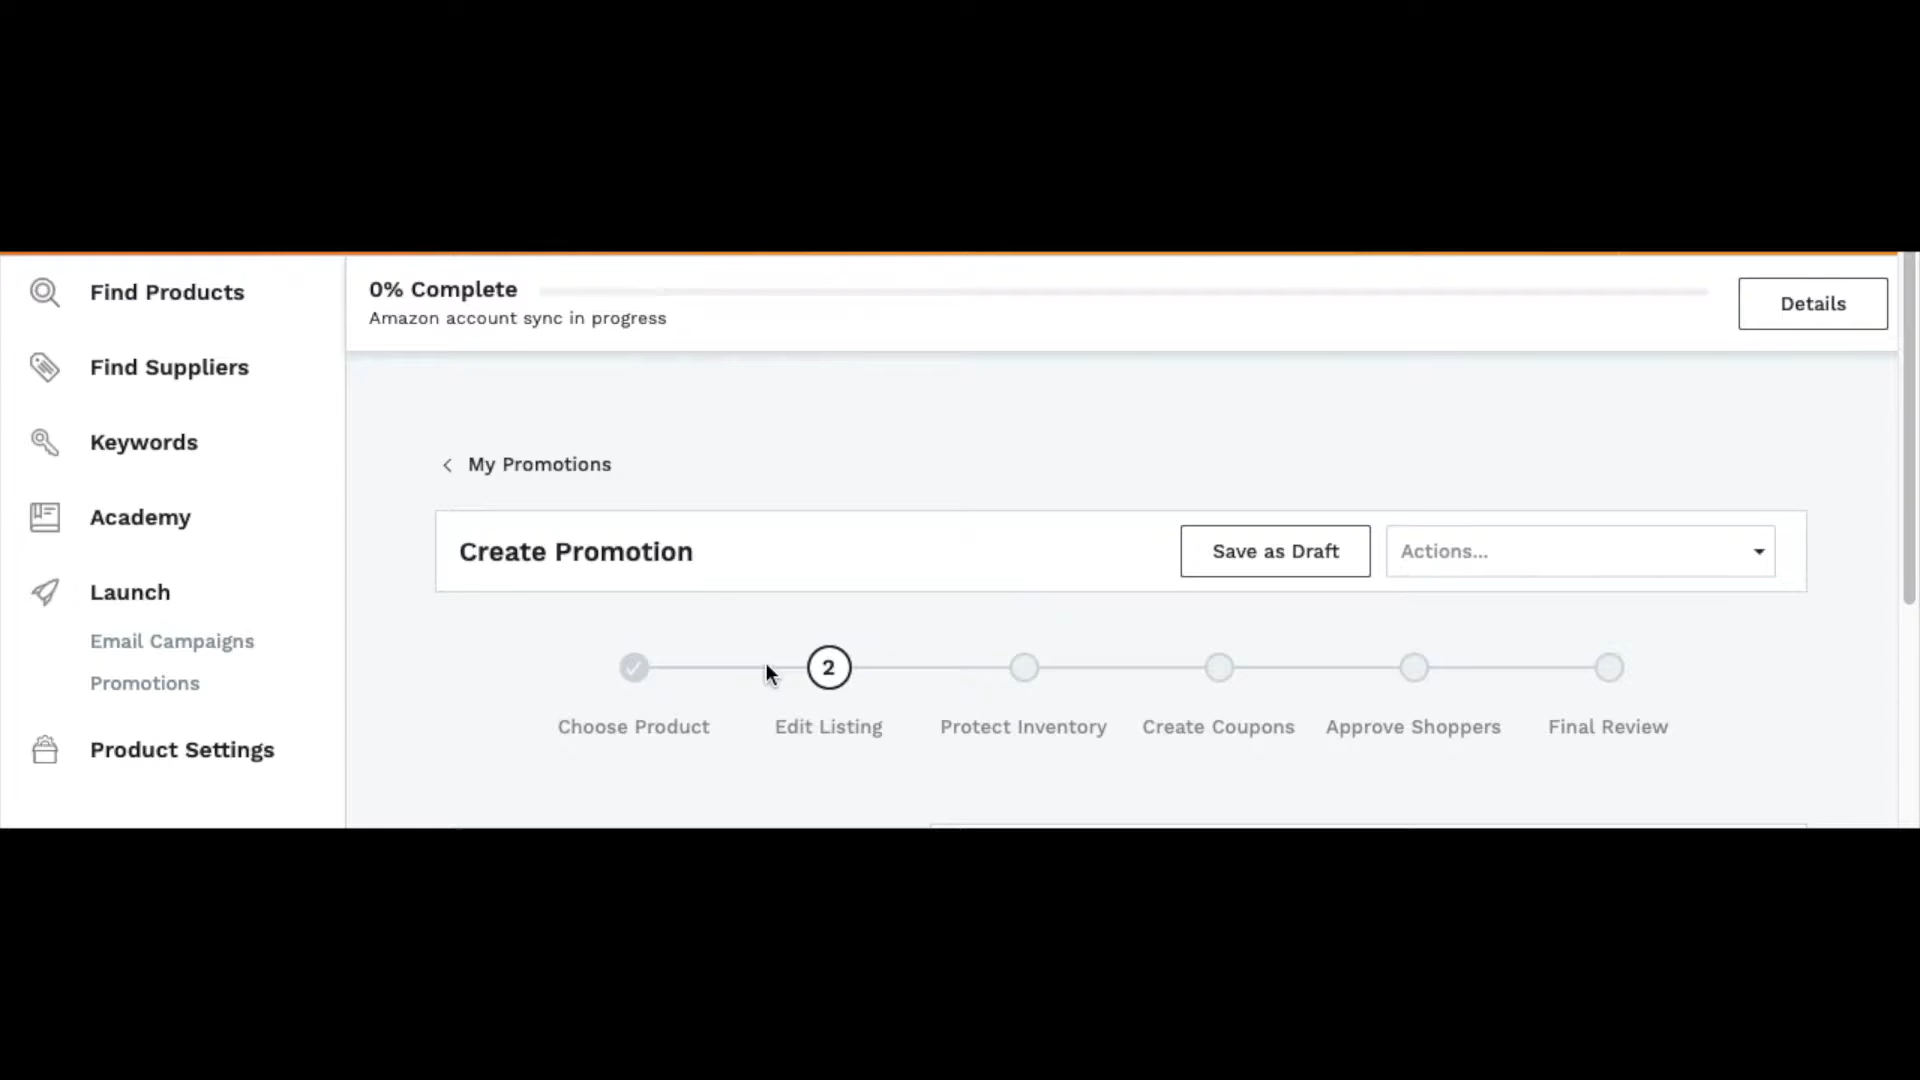 Find Products
Find Suppliers
Keywords
Academy
Launch
Email Campaigns
Promotions
Product Settings
0% Complete
Amazon account sync in progress
Details
My Promotions
Create Promotion
Save as Draft
Actions...
2
Choose Product
Edit Listing
Protect Inventory
Create Coupons
Approve Shoppers
Final Review